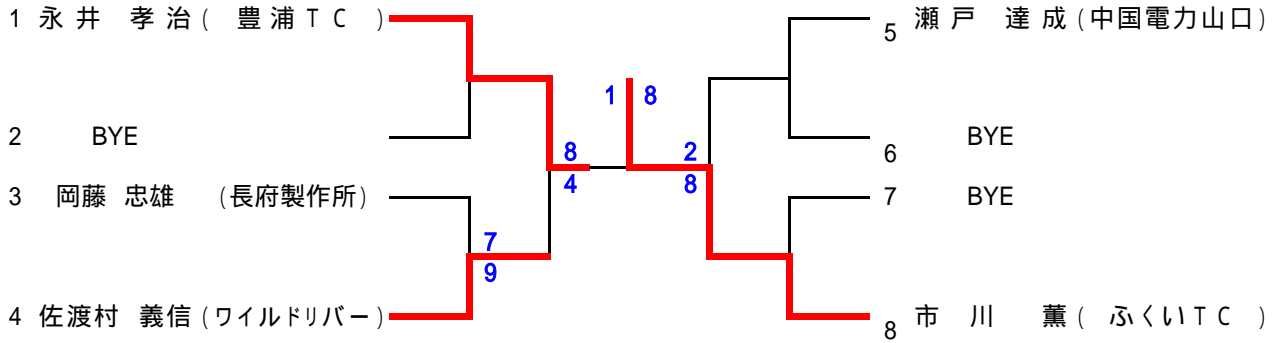 1 永井 孝治 ( 豊浦TC )
2 BYE
3 岡藤 忠雄 (長府製作所)
4 佐渡村 義信 (ワイルドリバー)
8
4
7
9
1 8
2
8
5 瀬戸 達成 (中国電力山口)
6 BYE
7 BYE
8 市川 薫 ( ふくいTC )